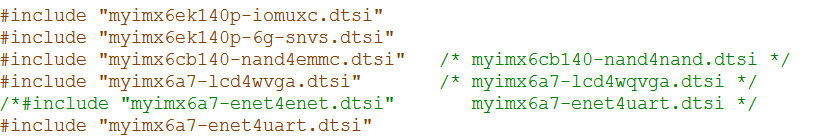 #include "myimx6ek140p-iomuxc.dtsi"
#include "myimx6ek140p-6g-snvs.dtsi"
#include "myimx6cb140-nand4emmc.dtsi"   /* myimx6cb140-nand4nand.dtsi */
#include "myimx6a7-lcd4wvga.dtsi"       /* myimx6a7-lcd4wqvga.dtsi */
/*#include "myimx6a7-enet4enet.dtsi"       myimx6a7-enet4uart.dtsi */
#include "myimx6a7-enet4uart.dtsi"